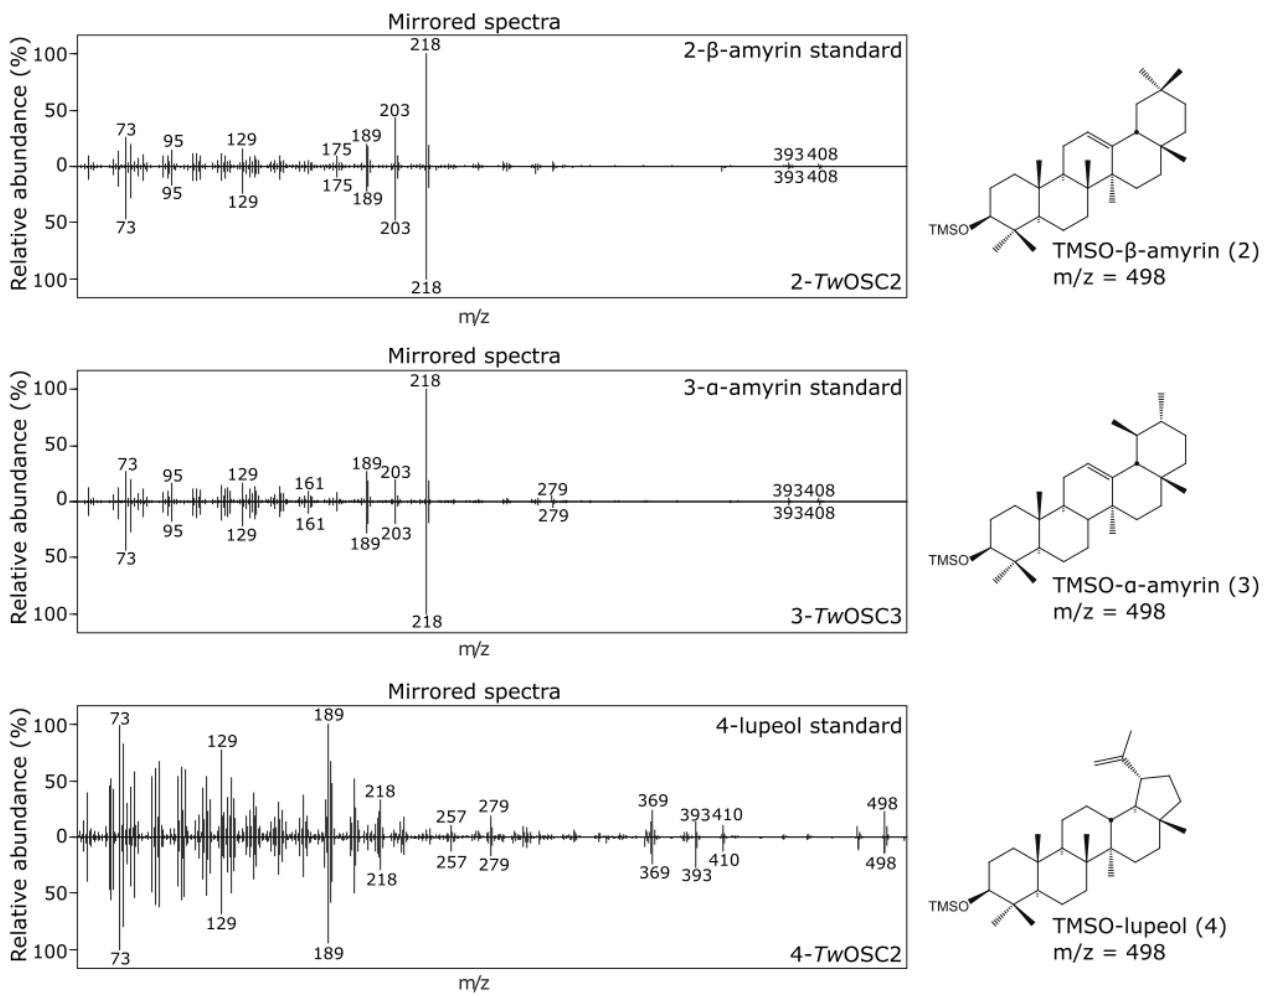 Mirrored spectra
Relative abundance (%)
100
50
0
50
100
2-β-amyrin standard
218
203
189
175
129
95
73
393 408
393 408
73
95
129
175
189
203
218
2-TwOSC2
m/z
TMSO
TMSO-β-amyrin (2)
m/z = 498
Mirrored spectra
Relative abundance (%)
100
50
0
50
100
3-α-amyrin standard
218
73
95
129
161
189
203
279
393408
73
95
129
161
189
203
279
393408
218
3-TwOSC3
m/z
TMSO
TMSO-α-amyrin (3)
m/z = 498
Mirrored spectra
Relative abundance (%)
100
50
0
50
100
4-lupeol standard
73
129
189
218
257
279
369
393
410
498
73
129
189
218
257
279
369
393
410
498
4-TwOSC2
m/z
TMSO
TMSO-lupeol (4)
m/z = 498